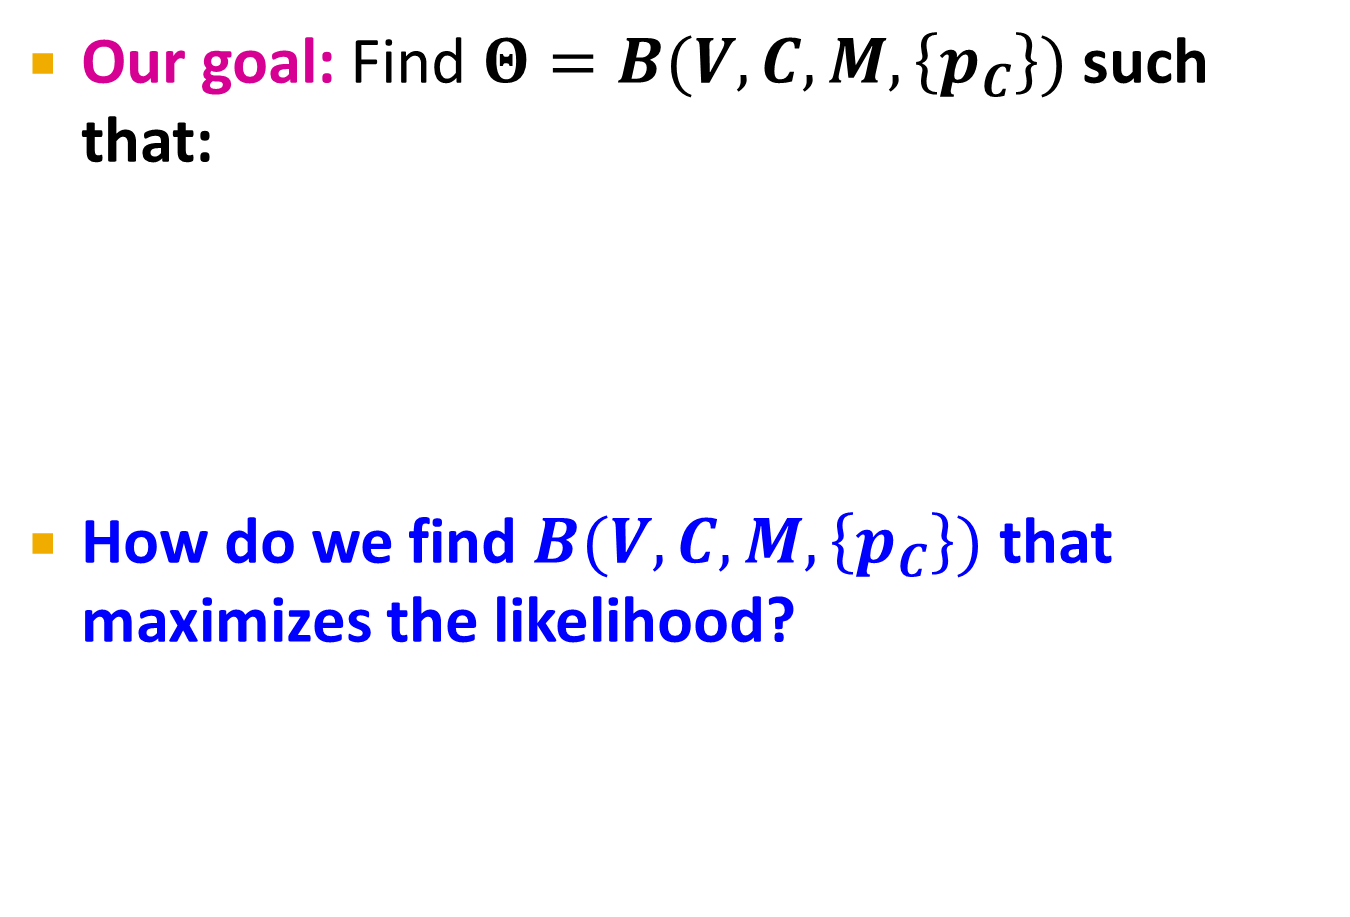 Our goal: Find Θ = B(V, C, M, {p_C}) such
that:
How do we find B(V, C, M, {p_C}) that
maximizes the likelihood?